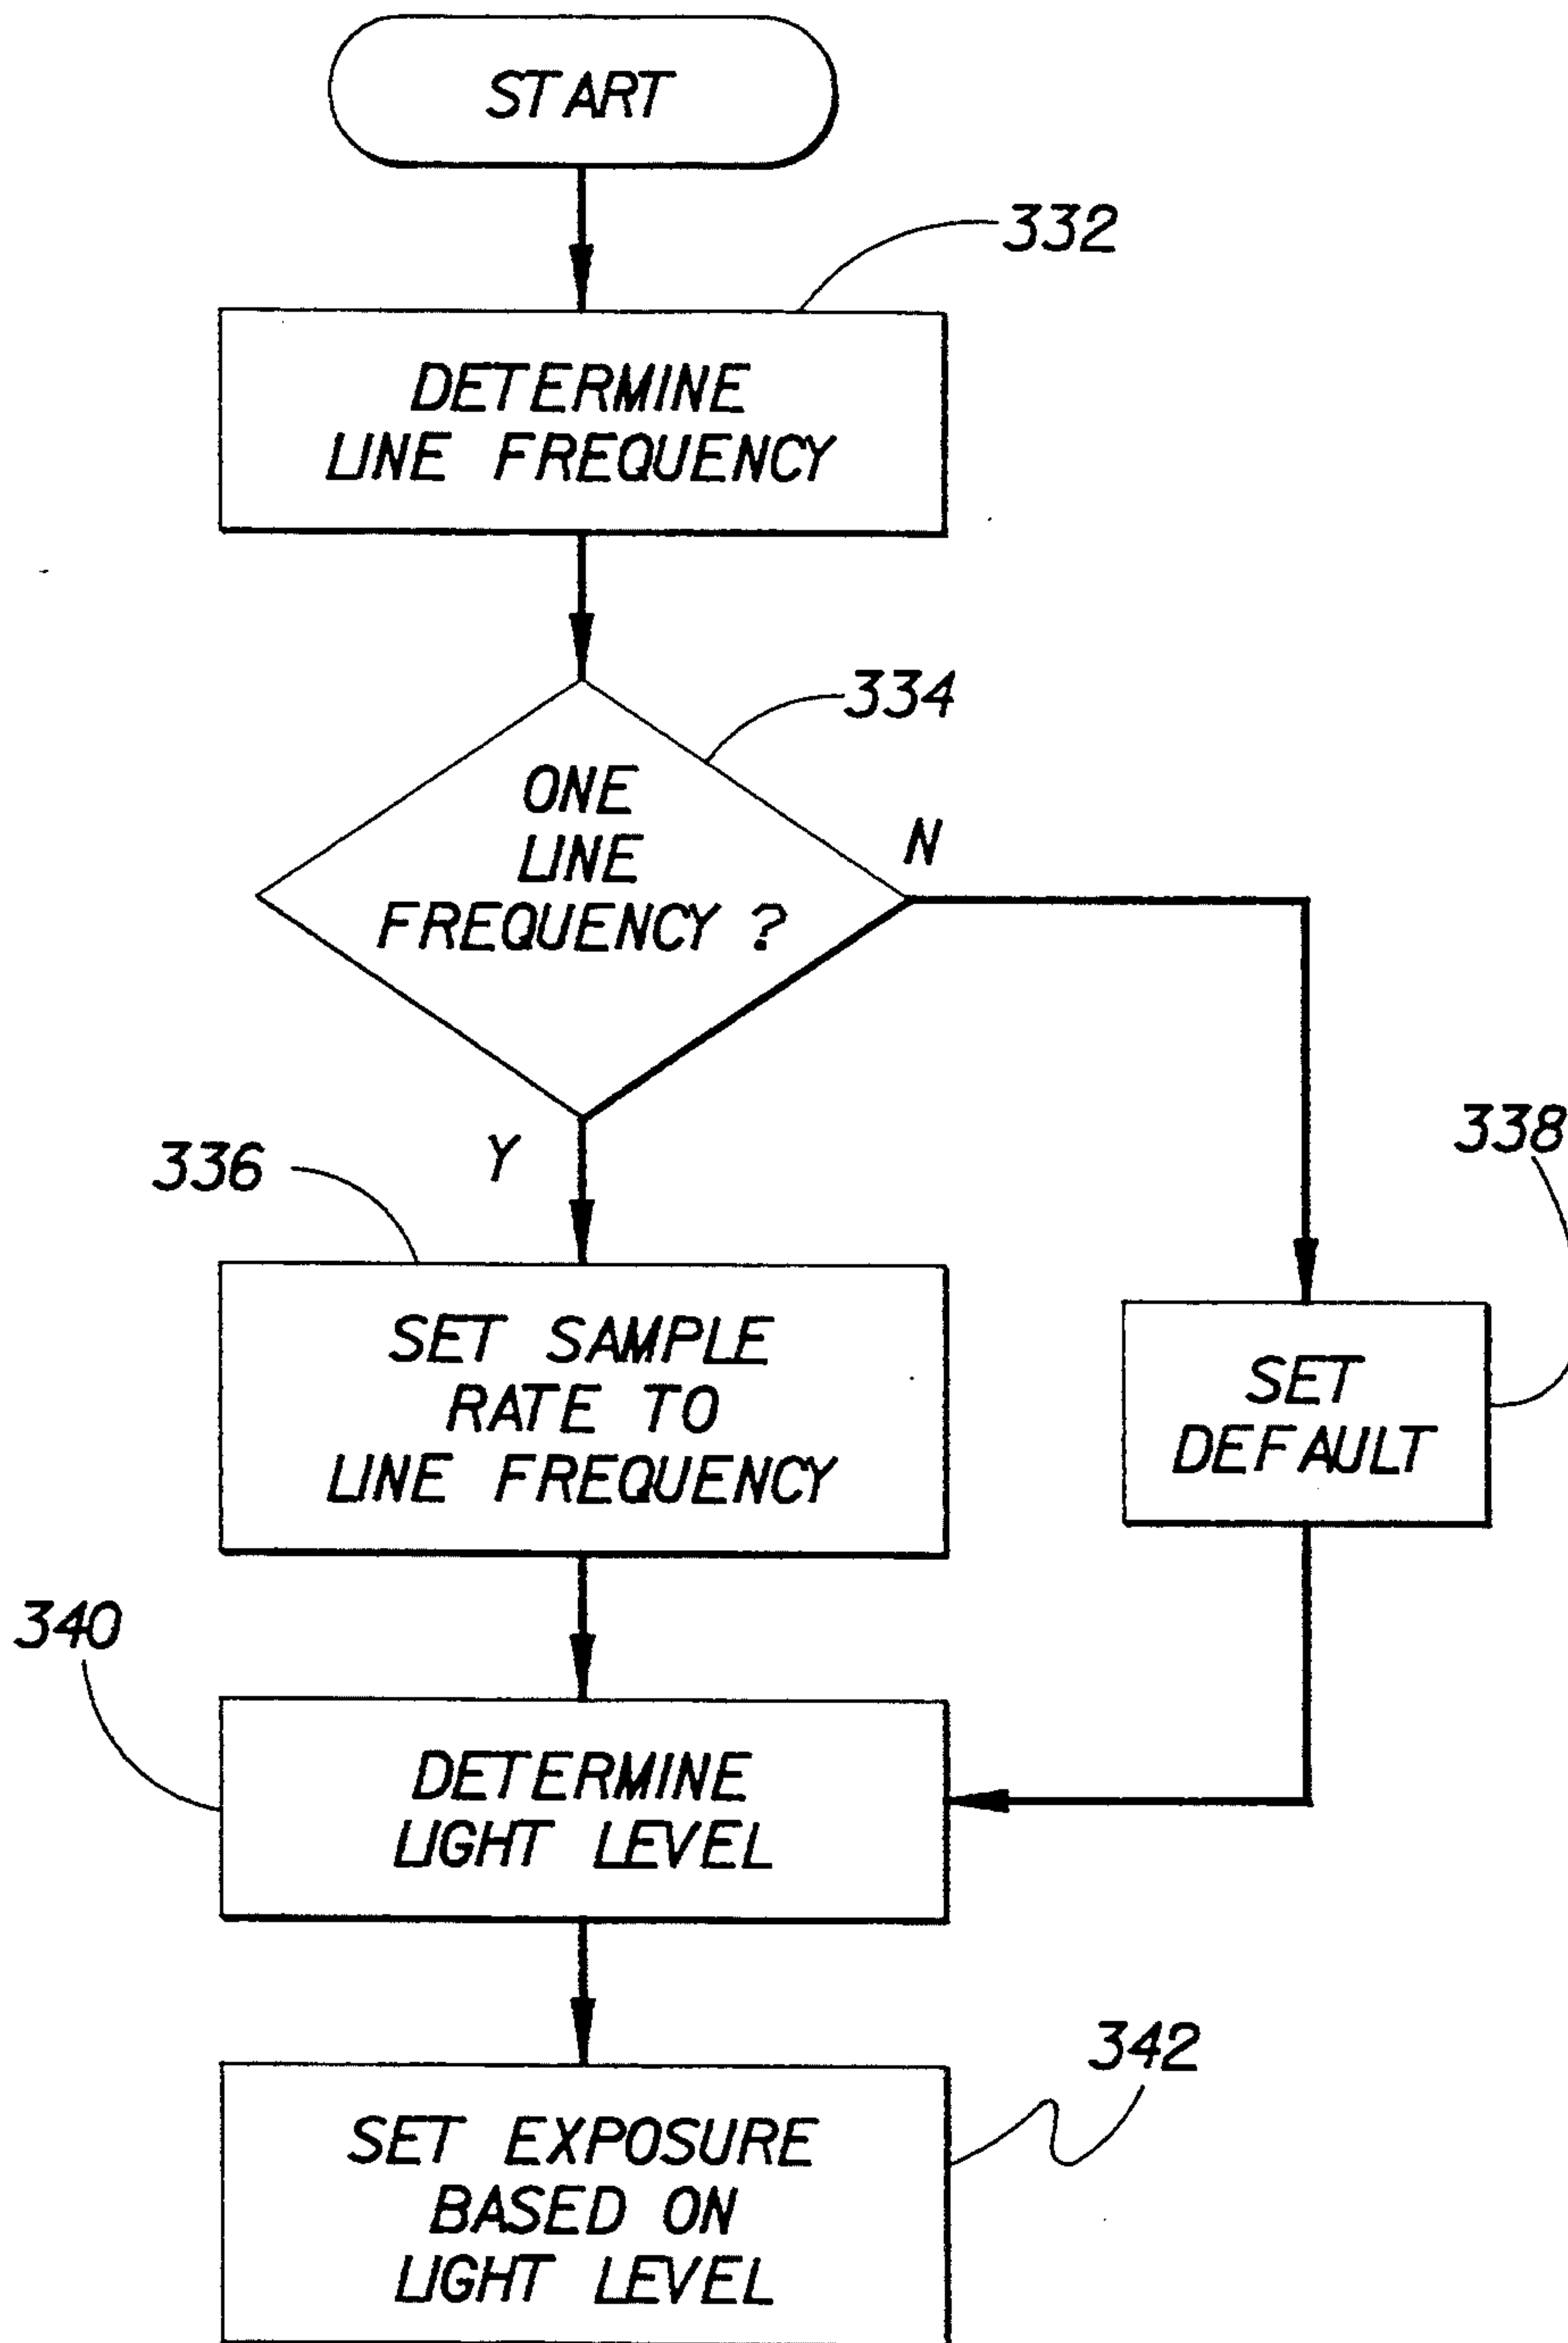 START
332
DETERMINE
LINE FREQUENCY
334
ONE
LINE
FREQUENCY ?
N
Y
336
338
SET SAMPLE
RATE TO
LINE FREQUENCY
SET
DEFAULT
340
DETERMINE
LIGHT LEVEL
342
SET EXPOSURE
BASED ON
LIGHT LEVEL